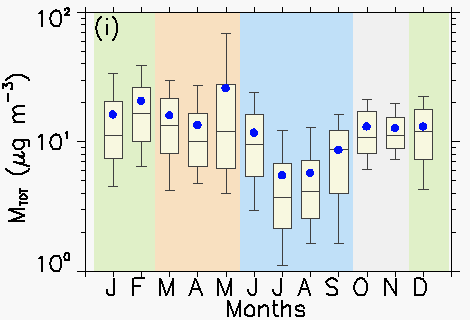 (i)
10²
10¹
10⁰
M_TOT (μg m⁻³)
J F M A M J J A S O N D
Months